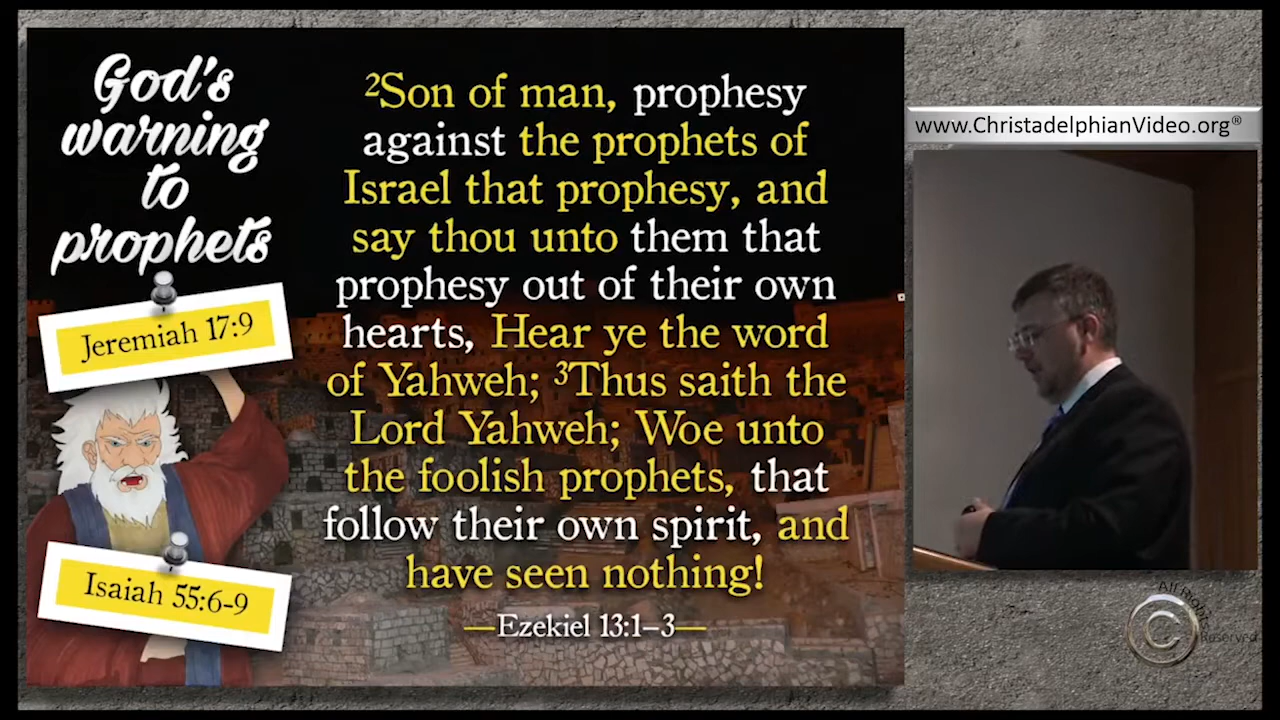 God's
warning
to
prophets
Jeremiah 17:9
Isaiah 55:6-9
²Son of man, prophesy
against the prophets of
Israel that prophesy, and
say thou unto them that
prophesy out of their own
hearts, Hear ye the word
of Yahweh; ³Thus saith the
Lord Yahweh; Woe unto
the foolish prophets, that
follow their own spirit, and
have seen nothing!
—Ezekiel 13:1–3—
www.ChristadelphianVideo.org®
All Rights
C
Reserved